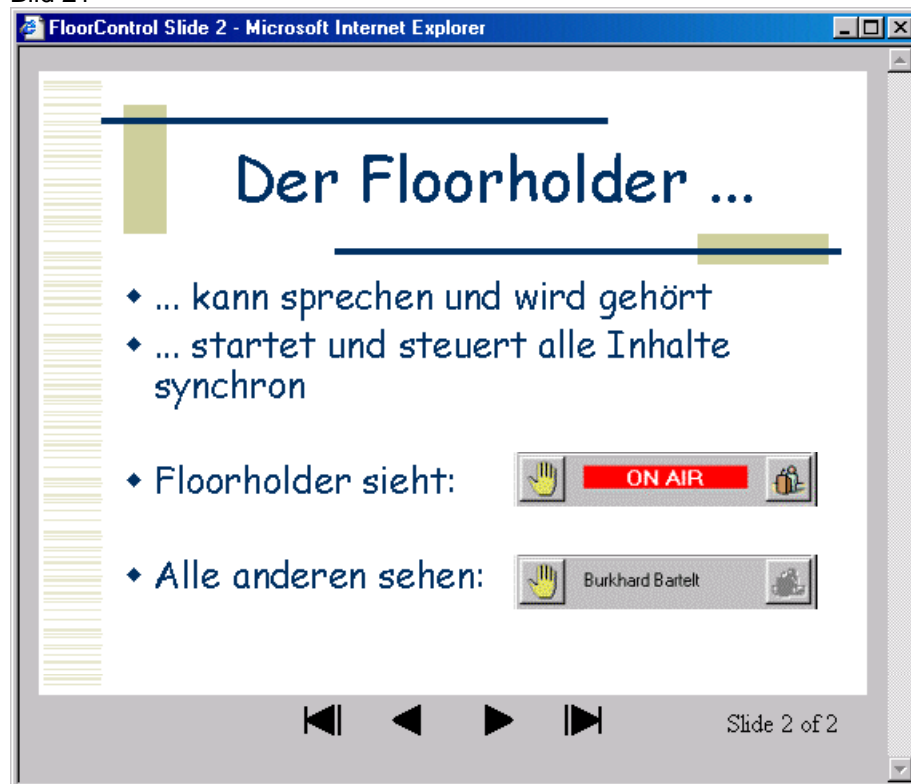 FloorControl Slide 2 - Microsoft Internet Explorer
Der Floorholder ...
... kann sprechen und wird gehört
... startet und steuert alle Inhalte
synchron
Floorholder sieht:
ON AIR
Alle anderen sehen:
Burkhard Bartelt
Slide 2 of 2